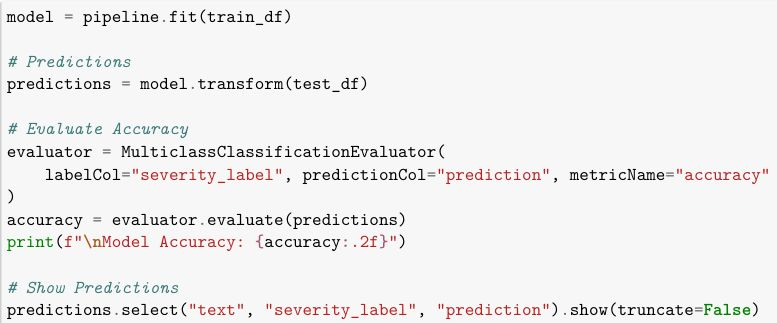 model = pipeline.fit(train_df)

# Predictions
predictions = model.transform(test_df)

# Evaluate Accuracy
evaluator = MulticlassClassificationEvaluator(
    labelCol="severity_label", predictionCol="prediction", metricName="accuracy"
)
accuracy = evaluator.evaluate(predictions)
print(f"\nModel Accuracy: {accuracy:.2f}")

# Show Predictions
predictions.select("text", "severity_label", "prediction").show(truncate=False)